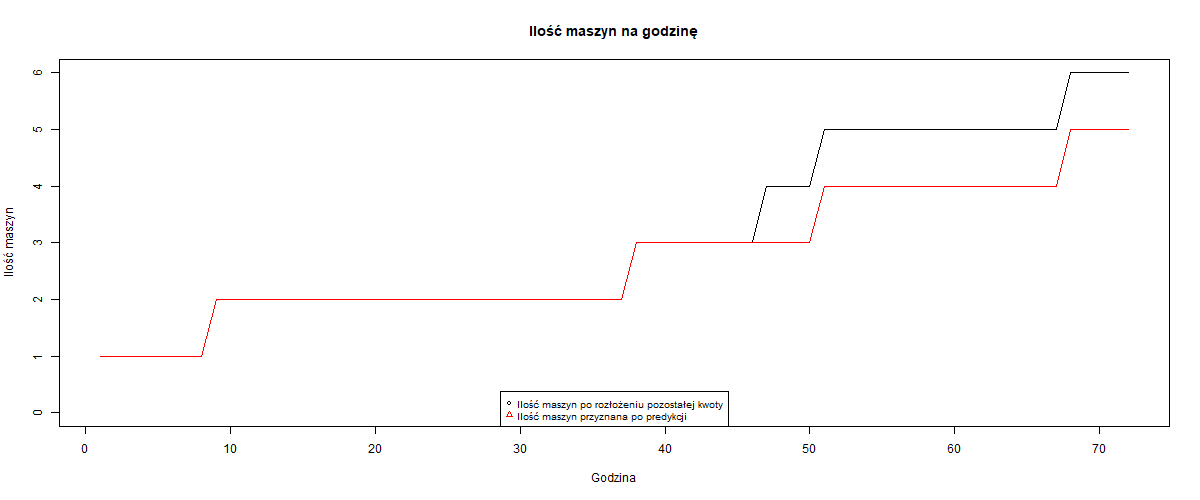 Ilość maszyn na godzinę
Ilość maszyn
6
5
4
3
2
1
0
Ilość maszyn po rozłożeniu pozostałej kwoty
Ilość maszyn przyznana po predykcji
0 10 20 30 40 50 60 70
Godzina